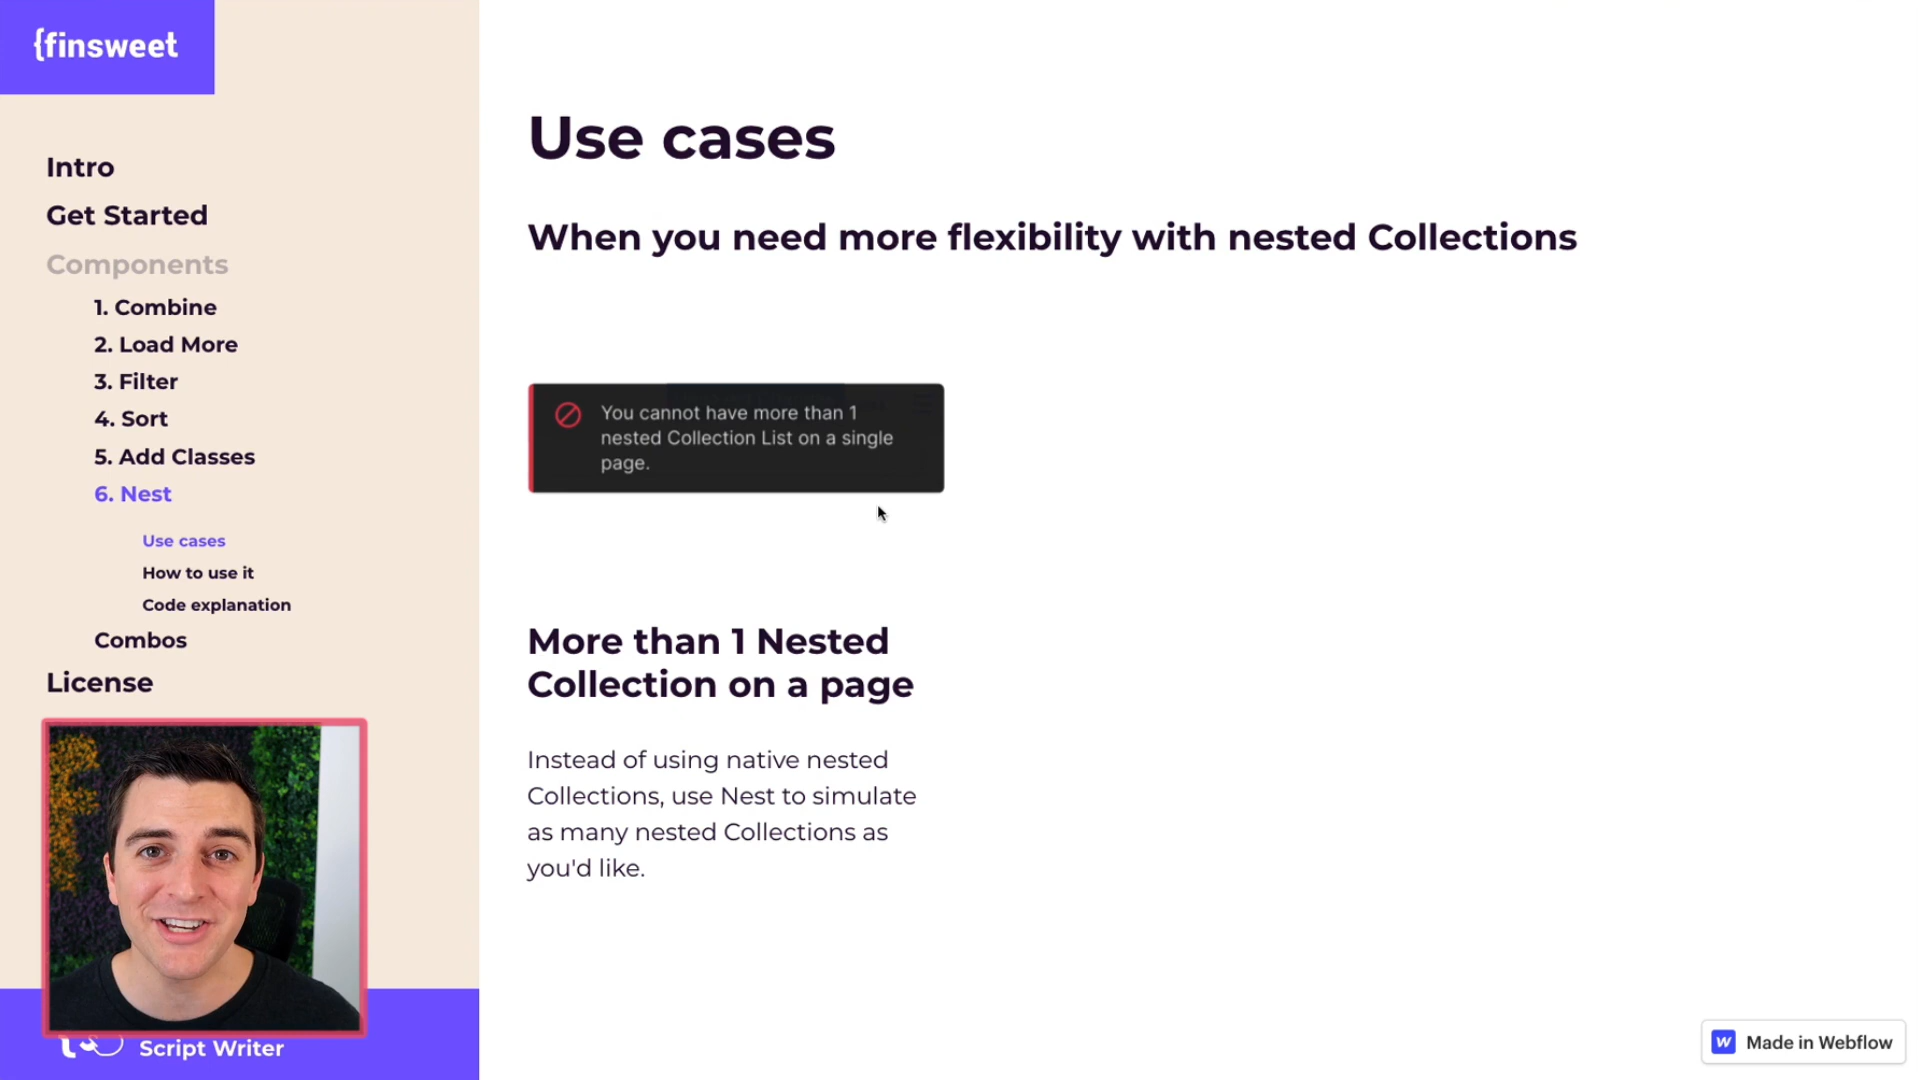 {finsweet
Intro
Get Started
Components
1. Combine
2. Load More
3. Filter
4. Sort
5. Add Classes
6. Nest
Use cases
How to use it
Code explanation
Combos
License
Script Writer
Use cases
When you need more flexibility with nested Collections
You cannot have more than 1
nested Collection List on a single
page.
More than 1 Nested
Collection on a page
Instead of using native nested
Collections, use Nest to simulate
as many nested Collections as
you'd like.
Made in Webflow